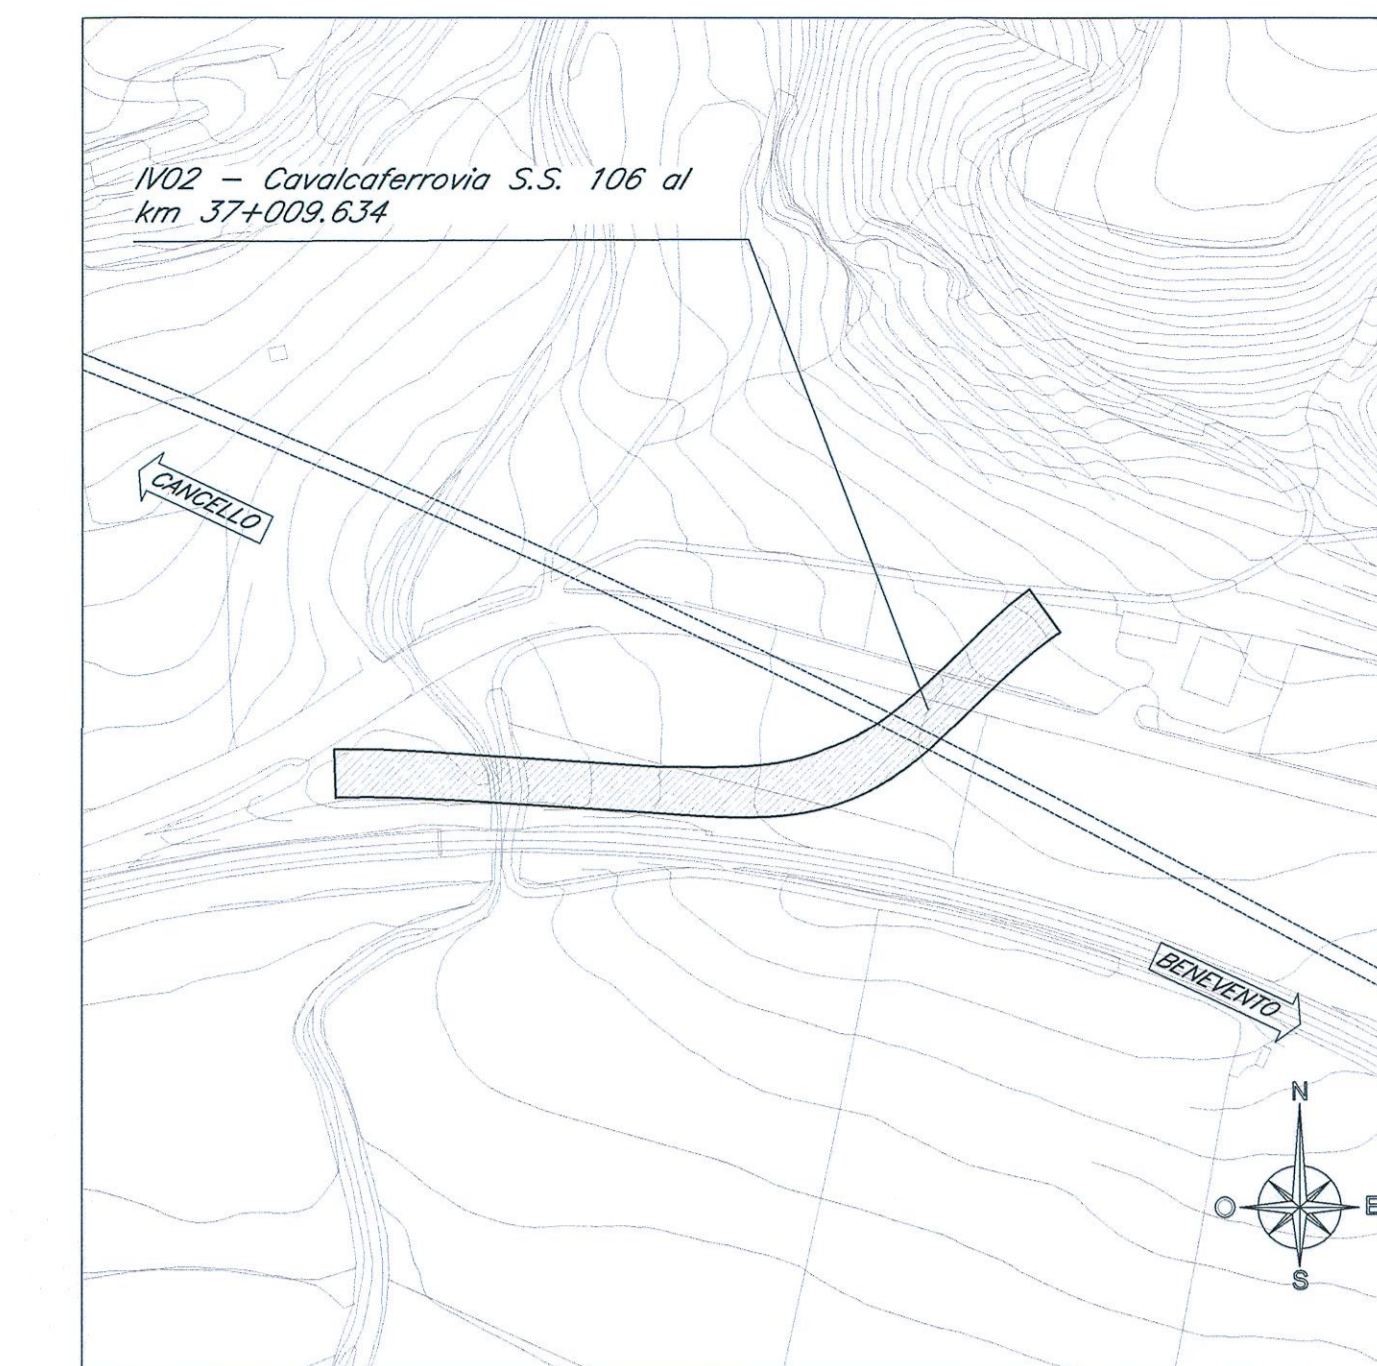 IV02 – Cavalcaferrovia S.S. 106 al
km 37+009.634
CANCELLO
BENEVENTO
N
O
E
S